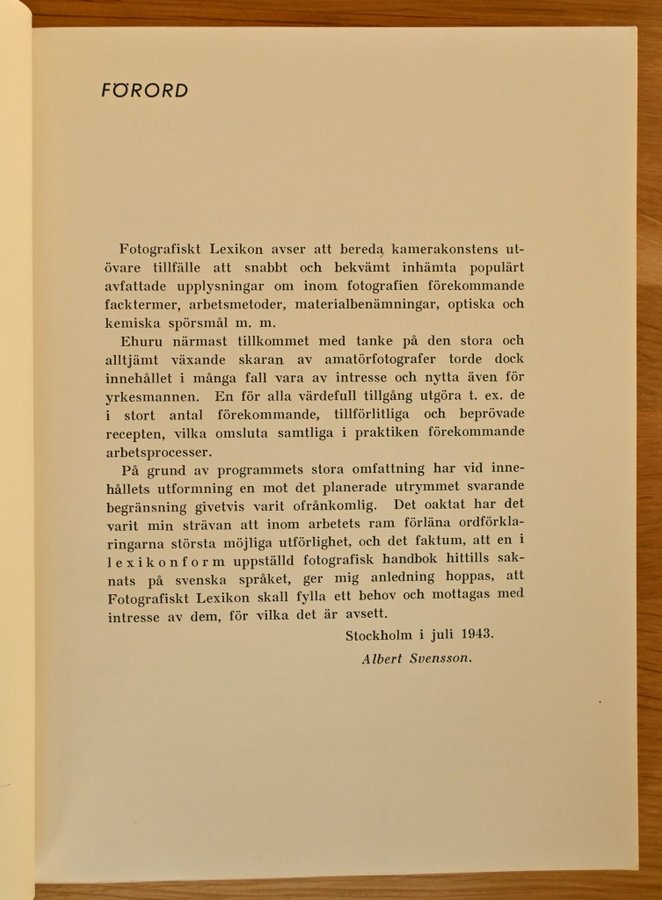 FÖRORD
Fotografiskt Lexikon avser att bereda kamerakonstens ut-
övare tillfälle att snabbt och bekvämt inhämta populärt
avfattade upplysningar om inom fotografien förekommande
facktermer, arbetsmetoder, materialbenämningar, optiska och
kemiska spörsmål m. m.
Ehuru närmast tillkommet med tanke på den stora och
alltjämt växande skaran av amatörfotografer torde dock
innehållet i många fall vara av intresse och nytta även för
yrkesmannen. En för alla värdefull tillgång utgöra t. ex. de
i stort antal förekommande, tillförlitliga och beprövade
recepten, vilka omsluta samtliga i praktiken förekommande
arbetsprocesser.
På grund av programmets stora omfattning har vid inne-
hållets utformning en mot det planerade utrymmet svarande
begränsning givetvis varit ofrånkomlig. Det oaktat har det
varit min strävan att inom arbetets ram förläna ordförkla-
ringarna största möjliga utförlighet, och det faktum, att en i
lexikonform uppställd fotografisk handbok hittills sak-
nats på svenska språket, ger mig anledning hoppas, att
Fotografiskt Lexikon skall fylla ett behov och mottagas med
intresse av dem, för vilka det är avsett.
Stockholm i juli 1943.
Albert Svensson.